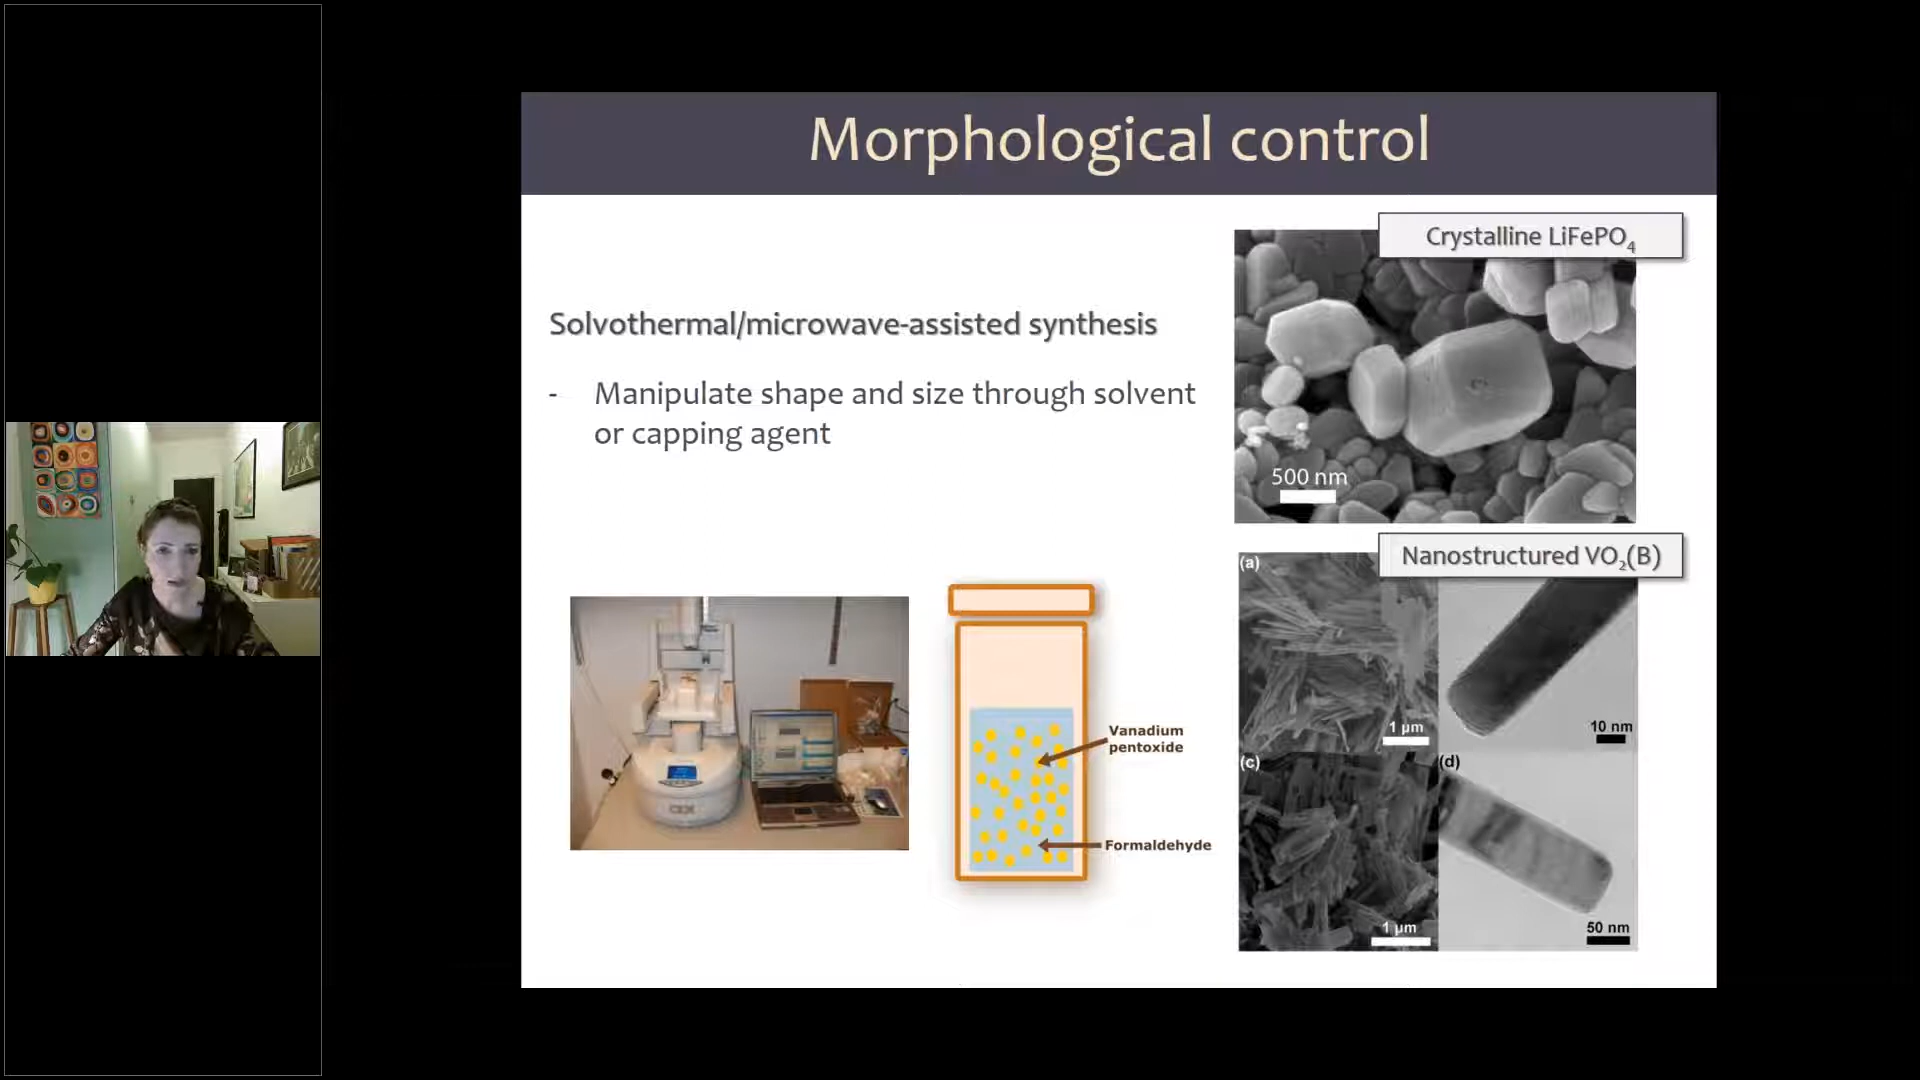 Morphological control
Crystalline LiFePO₄
Solvothermal/microwave-assisted synthesis
- Manipulate shape and size through solvent
or capping agent
500 nm
Nanostructured VO₂(B)
(a)
1 µm
10 nm
Vanadium
pentoxide
(c)
(d)
Formaldehyde
1 µm
50 nm